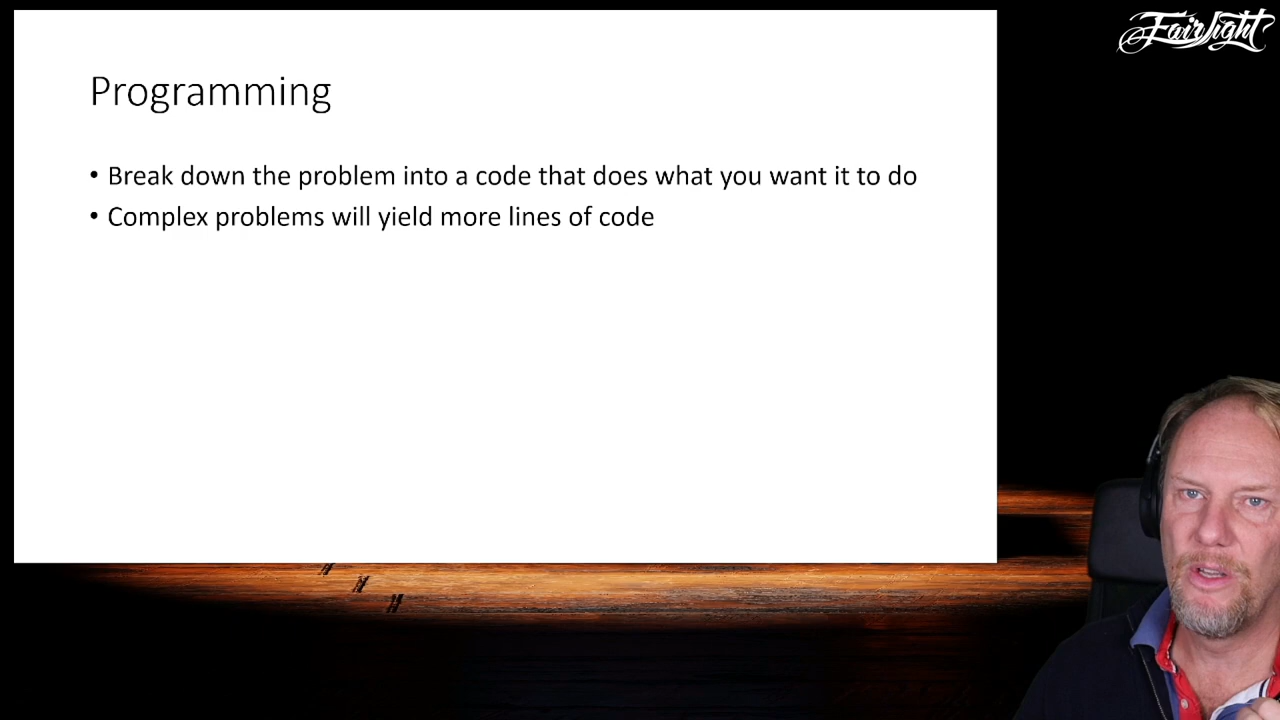 Fairlight
Programming
• Break down the problem into a code that does what you want it to do
• Complex problems will yield more lines of code